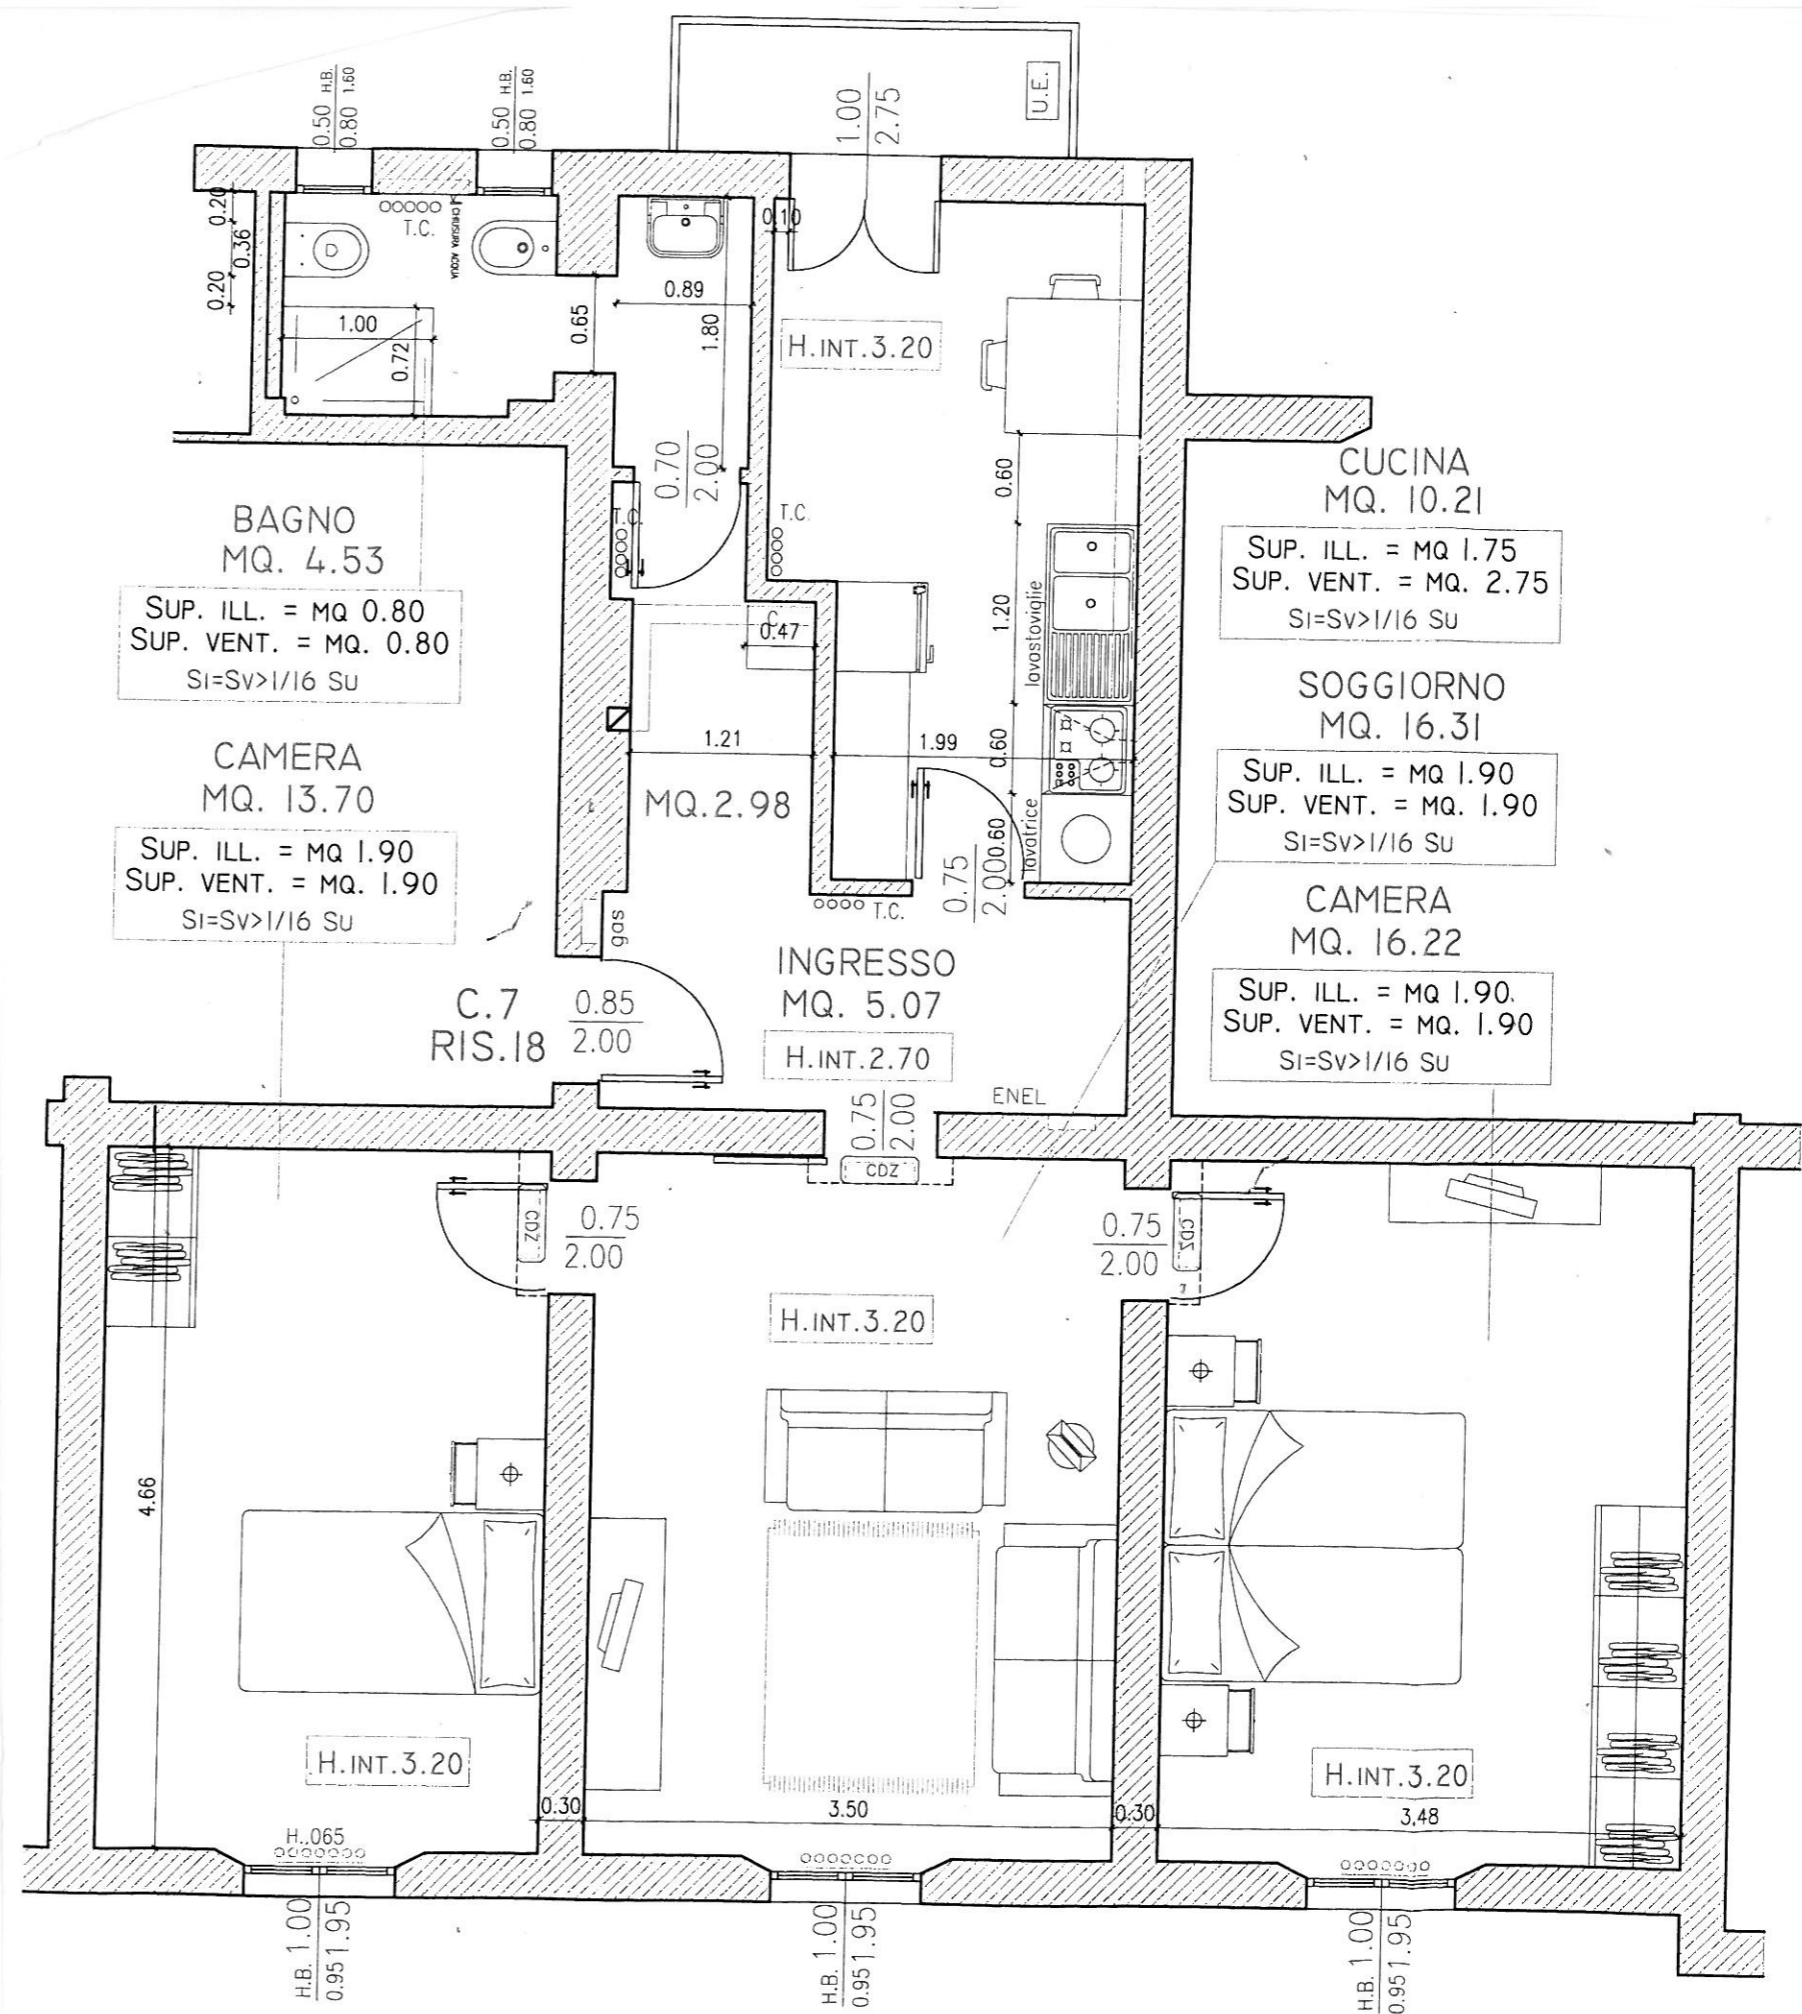 0.50 H.B.
0.80 1.60
0.50 H.B.
0.80 1.60
1.00
2.75
U.E.
0.20
0.36
0.20
T.C.
CHIUSURA ACQUA
0.10
1.00
0.72
0.65
0.89
1.80
H.INT.3.20
0.70
2.00
T.C.
T.C.
0.60
CUCINA
MQ. 10.21
SUP. ILL. = MQ 1.75
SUP. VENT. = MQ. 2.75
SI=SV>1/16 SU
BAGNO
MQ. 4.53
SUP. ILL. = MQ 0.80
SUP. VENT. = MQ. 0.80
SI=SV>1/16 SU
C
0.47
1.20
lavastoviglie
SOGGIORNO
MQ. 16.31
SUP. ILL. = MQ 1.90
SUP. VENT. = MQ. 1.90
SI=SV>1/16 SU
CAMERA
MQ. 13.70
SUP. ILL. = MQ 1.90
SUP. VENT. = MQ. 1.90
SI=SV>1/16 SU
1.21
1.99
0.60
MQ.2.98
0.60
lavatrice
0.75
2.00
T.C.
gas
CAMERA
MQ. 16.22
SUP. ILL. = MQ 1.90.
SUP. VENT. = MQ. 1.90
SI=SV>1/16 SU
INGRESSO
MQ. 5.07
H.INT.2.70
C.7
RIS.18
0.85
2.00
ENEL
0.75
2.00
CDZ
CDZ
0.75
2.00
0.75
2.00
CDZ
H.INT.3.20
4.66
H.INT.3.20
H.INT.3.20
0.30
3.50
0.30
3,48
H..065
H.B. 1.00
0.95 1.95
H.B. 1.00
0.95 1.95
H.B. 1.00
0.95 1.95